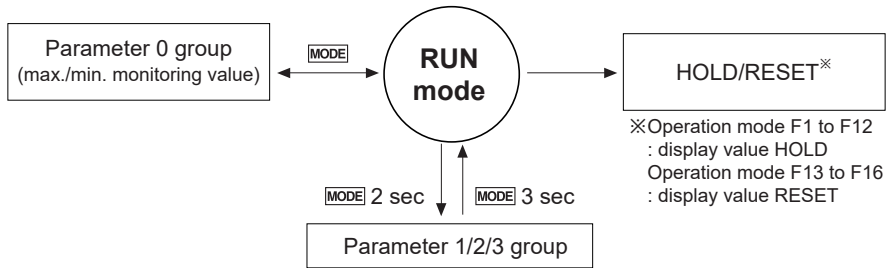 Parameter 0 group
(max./min. monitoring value)
MODE
RUN
mode
HOLD/RESET※
※Operation mode F1 to F12
: display value HOLD
Operation mode F13 to F16
: display value RESET
MODE 2 sec
MODE 3 sec
Parameter 1/2/3 group